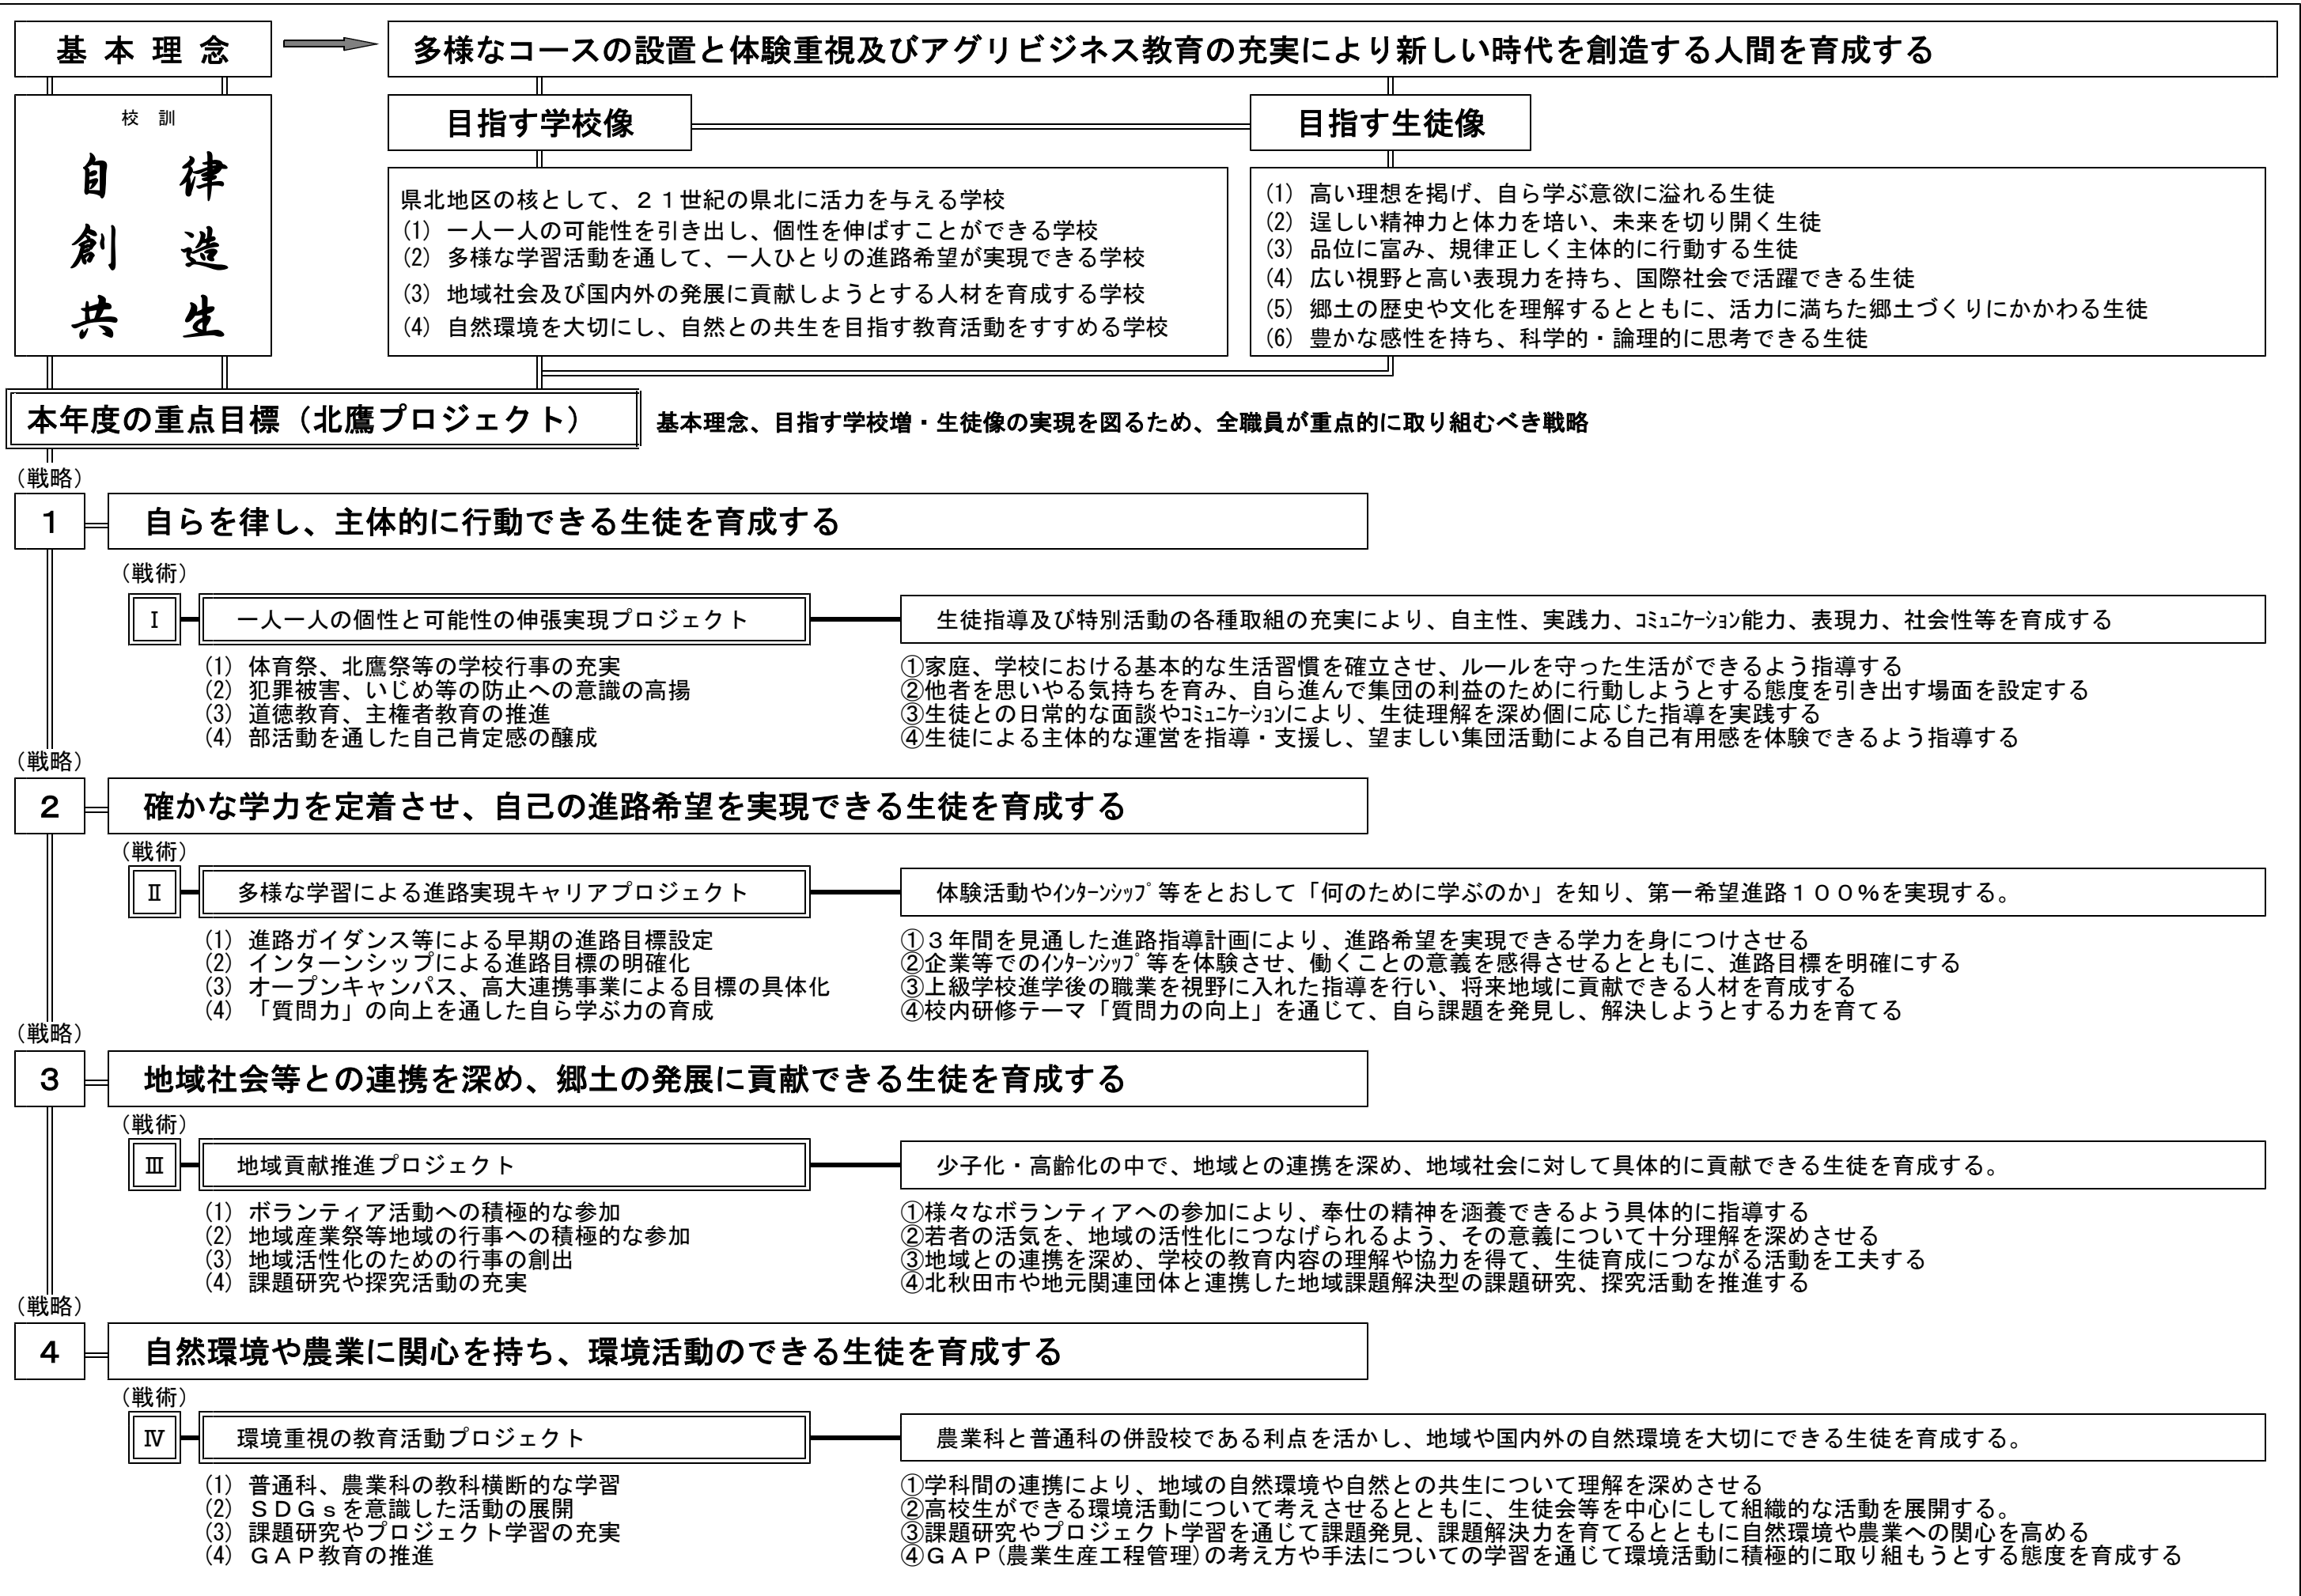 基 本 理 念
多様なコースの設置と体験重視及びアグリビジネス教育の充実により新しい時代を創造する人間を育成する
校 訓
自 律
創 造
共 生
目指す学校像
県北地区の核として、２１世紀の県北に活力を与える学校
(1) 一人一人の可能性を引き出し、個性を伸ばすことができる学校
(2) 多様な学習活動を通して、一人ひとりの進路希望が実現できる学校
(3) 地域社会及び国内外の発展に貢献しようとする人材を育成する学校
(4) 自然環境を大切にし、自然との共生を目指す教育活動をすすめる学校
目指す生徒像
(1) 高い理想を掲げ、自ら学ぶ意欲に溢れる生徒
(2) 逞しい精神力と体力を培い、未来を切り開く生徒
(3) 品位に富み、規律正しく主体的に行動する生徒
(4) 広い視野と高い表現力を持ち、国際社会で活躍できる生徒
(5) 郷土の歴史や文化を理解するとともに、活力に満ちた郷土づくりにかかわる生徒
(6) 豊かな感性を持ち、科学的・論理的に思考できる生徒
本年度の重点目標（北鷹プロジェクト）
基本理念、目指す学校増・生徒像の実現を図るため、全職員が重点的に取り組むべき戦略
（戦略）
１ 自らを律し、主体的に行動できる生徒を育成する
（戦術）
Ⅰ 一人一人の個性と可能性の伸張実現プロジェクト
生徒指導及び特別活動の各種取組の充実により、自主性、実践力、ｺﾐｭﾆｹｰｼｮﾝ能力、表現力、社会性等を育成する
(1) 体育祭、北鷹祭等の学校行事の充実
(2) 犯罪被害、いじめ等の防止への意識の高揚
(3) 道徳教育、主権者教育の推進
(4) 部活動を通した自己肯定感の醸成
①家庭、学校における基本的な生活習慣を確立させ、ルールを守った生活ができるよう指導する
②他者を思いやる気持ちを育み、自ら進んで集団の利益のために行動しようとする態度を引き出す場面を設定する
③生徒との日常的な面談やｺﾐｭﾆｹｰｼｮﾝにより、生徒理解を深め個に応じた指導を実践する
④生徒による主体的な運営を指導・支援し、望ましい集団活動による自己有用感を体験できるよう指導する
（戦略）
２ 確かな学力を定着させ、自己の進路希望を実現できる生徒を育成する
（戦術）
Ⅱ 多様な学習による進路実現キャリアプロジェクト
体験活動やｲﾝﾀｰﾝｼｯﾌﾟ等をとおして「何のために学ぶのか」を知り、第一希望進路１００％を実現する。
(1) 進路ガイダンス等による早期の進路目標設定
(2) インターンシップによる進路目標の明確化
(3) オープンキャンパス、高大連携事業による目標の具体化
(4) 「質問力」の向上を通した自ら学ぶ力の育成
①３年間を見通した進路指導計画により、進路希望を実現できる学力を身につけさせる
②企業等でのｲﾝﾀｰﾝｼｯﾌﾟ等を体験させ、働くことの意義を感得させるとともに、進路目標を明確にする
③上級学校進学後の職業を視野に入れた指導を行い、将来地域に貢献できる人材を育成する
④校内研修テーマ「質問力の向上」を通じて、自ら課題を発見し、解決しようとする力を育てる
（戦略）
３ 地域社会等との連携を深め、郷土の発展に貢献できる生徒を育成する
（戦術）
Ⅲ 地域貢献推進プロジェクト
少子化・高齢化の中で、地域との連携を深め、地域社会に対して具体的に貢献できる生徒を育成する。
(1) ボランティア活動への積極的な参加
(2) 地域産業祭等地域の行事への積極的な参加
(3) 地域活性化のための行事の創出
(4) 課題研究や探究活動の充実
①様々なボランティアへの参加により、奉仕の精神を涵養できるよう具体的に指導する
②若者の活気を、地域の活性化につなげられるよう、その意義について十分理解を深めさせる
③地域との連携を深め、学校の教育内容の理解や協力を得て、生徒育成につながる活動を工夫する
④北秋田市や地元関連団体と連携した地域課題解決型の課題研究、探究活動を推進する
（戦略）
４ 自然環境や農業に関心を持ち、環境活動のできる生徒を育成する
（戦術）
Ⅳ 環境重視の教育活動プロジェクト
農業科と普通科の併設校である利点を活かし、地域や国内外の自然環境を大切にできる生徒を育成する。
(1) 普通科、農業科の教科横断的な学習
(2) ＳＤＧｓを意識した活動の展開
(3) 課題研究やプロジェクト学習の充実
(4) ＧＡＰ教育の推進
①学科間の連携により、地域の自然環境や自然との共生について理解を深めさせる
②高校生ができる環境活動について考えさせるとともに、生徒会等を中心にして組織的な活動を展開する。
③課題研究やプロジェクト学習を通じて課題発見、課題解決力を育てるとともに自然環境や農業への関心を高める
④ＧＡＰ(農業生産工程管理)の考え方や手法についての学習を通じて環境活動に積極的に取り組もうとする態度を育成する